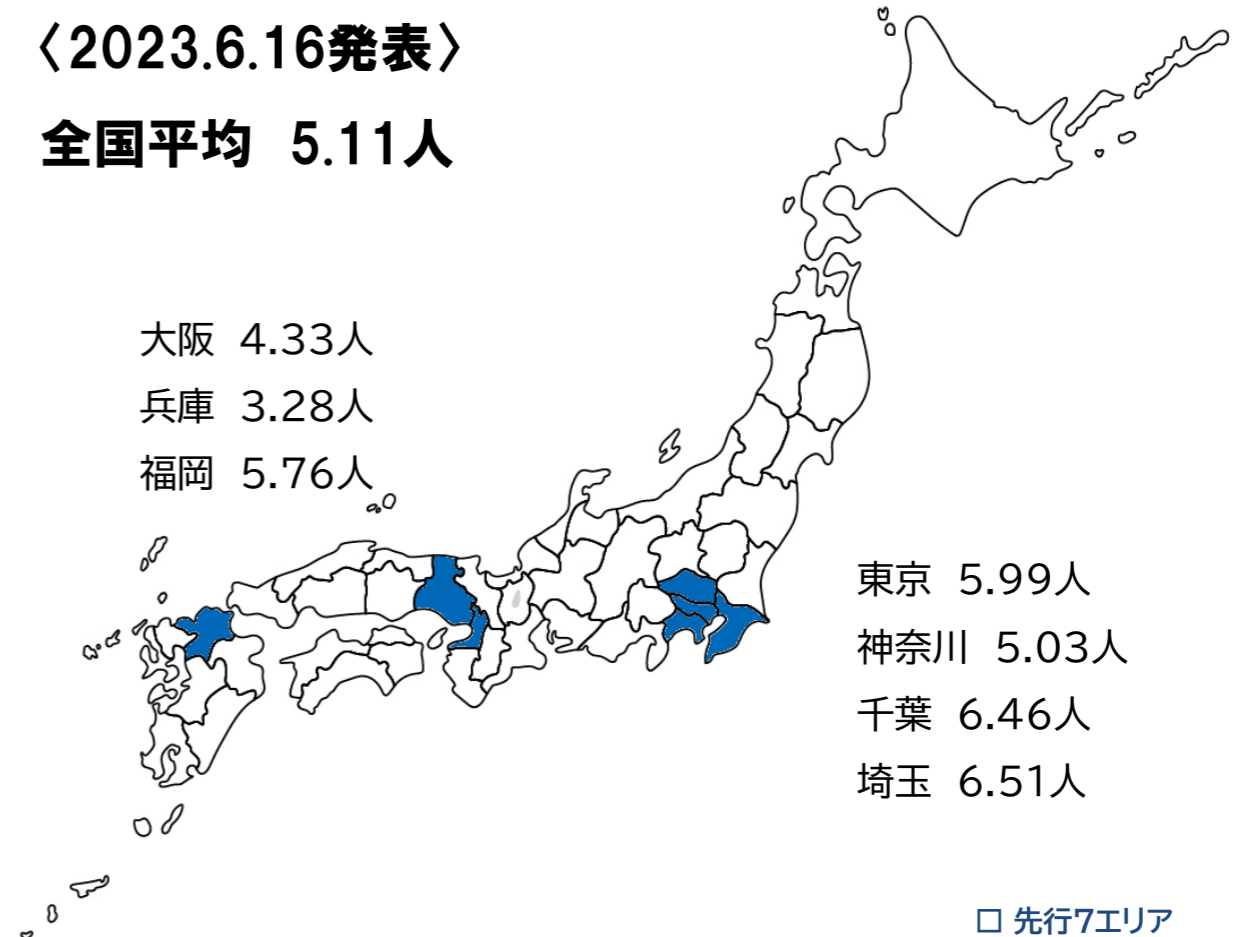 〈2023.6.16発表〉
全国平均 5.11人
大阪 4.33人
兵庫 3.28人
福岡 5.76人
東京 5.99人
神奈川 5.03人
千葉 6.46人
埼玉 6.51人
□ 先行7エリア